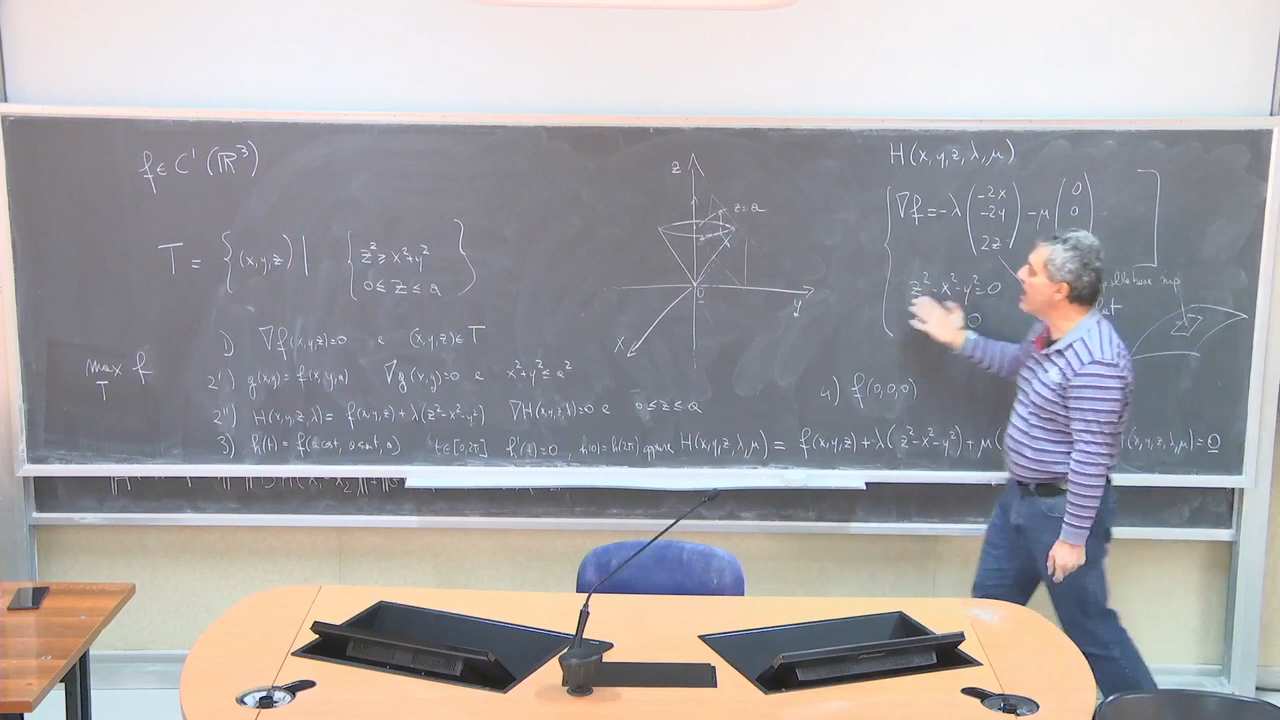 f ∈ C¹(ℝ³)
T = { (x,y,z) | { z² ≥ x²+y²
0 ≤ z ≤ a }
max f
T
1) ∇f(x,y,z)=0 e (x,y,z) ∈ T
2') g(x,y) = f(x,y,a) ∇g(x,y)=0 e x²+y² ≤ a²
2'') H(x,y,z,λ) = f(x,y,z)+λ(z²-x²-y²) ∇H(x,y,z,λ)=0 e 0≤z≤a
3) h(t) = f(a cost, a sint, a) t∈[0,2π] h'(t)=0, h(0)=h(2π) oppure H(x,y,z,λ,μ) = f(x,y,z)+λ(z²-x²-y²)+μ( (x,y,z,λ,μ)=0
z
z=a
0
y
x
H(x,y,z,λ,μ)
∇f = -λ ( -2x -2y 2z ) - μ ( 0 0
z²-x²-y²=0
0
4) f(0,0,0)